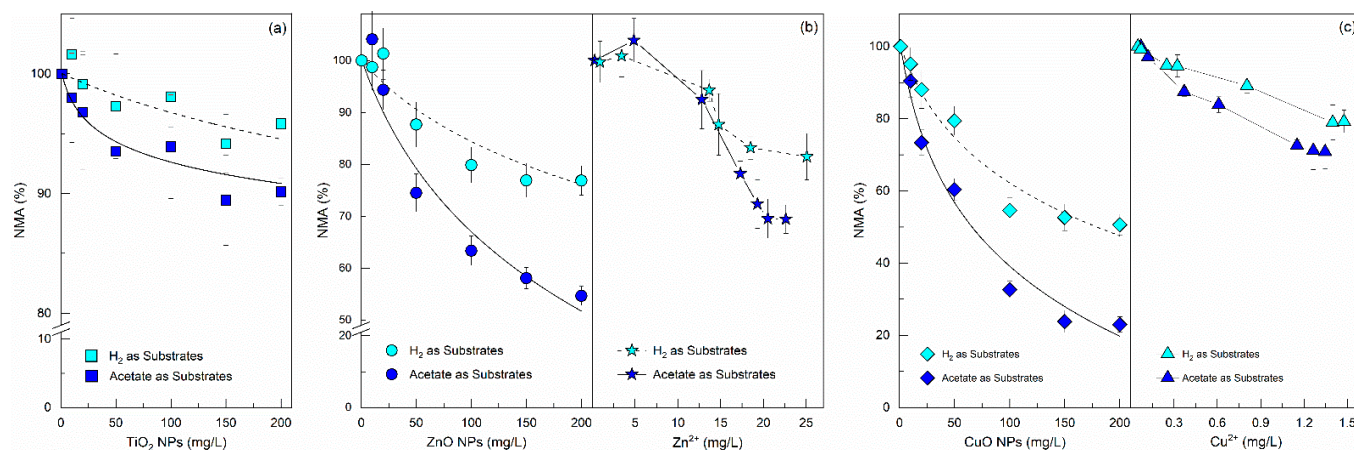 (a)
NMA (%)
100
90
80
10
0
H₂ as Substrates
Acetate as Substrates
0 50 100 150 200
TiO₂ NPs (mg/L)
(b)
NMA (%)
110
100
90
80
70
60
50
20
0
H₂ as Substrates
Acetate as Substrates
H₂ as Substrates
Acetate as Substrates
0 50 100 150 200
5 10 15 20 25
ZnO NPs (mg/L)
Zn²⁺ (mg/L)
(c)
NMA (%)
100
80
60
40
20
0
H₂ as Substrates
Acetate as Substrates
H₂ as Substrates
Acetate as Substrates
0 50 100 150 200
0.3 0.6 0.9 1.2 1.5
CuO NPs (mg/L)
Cu²⁺ (mg/L)